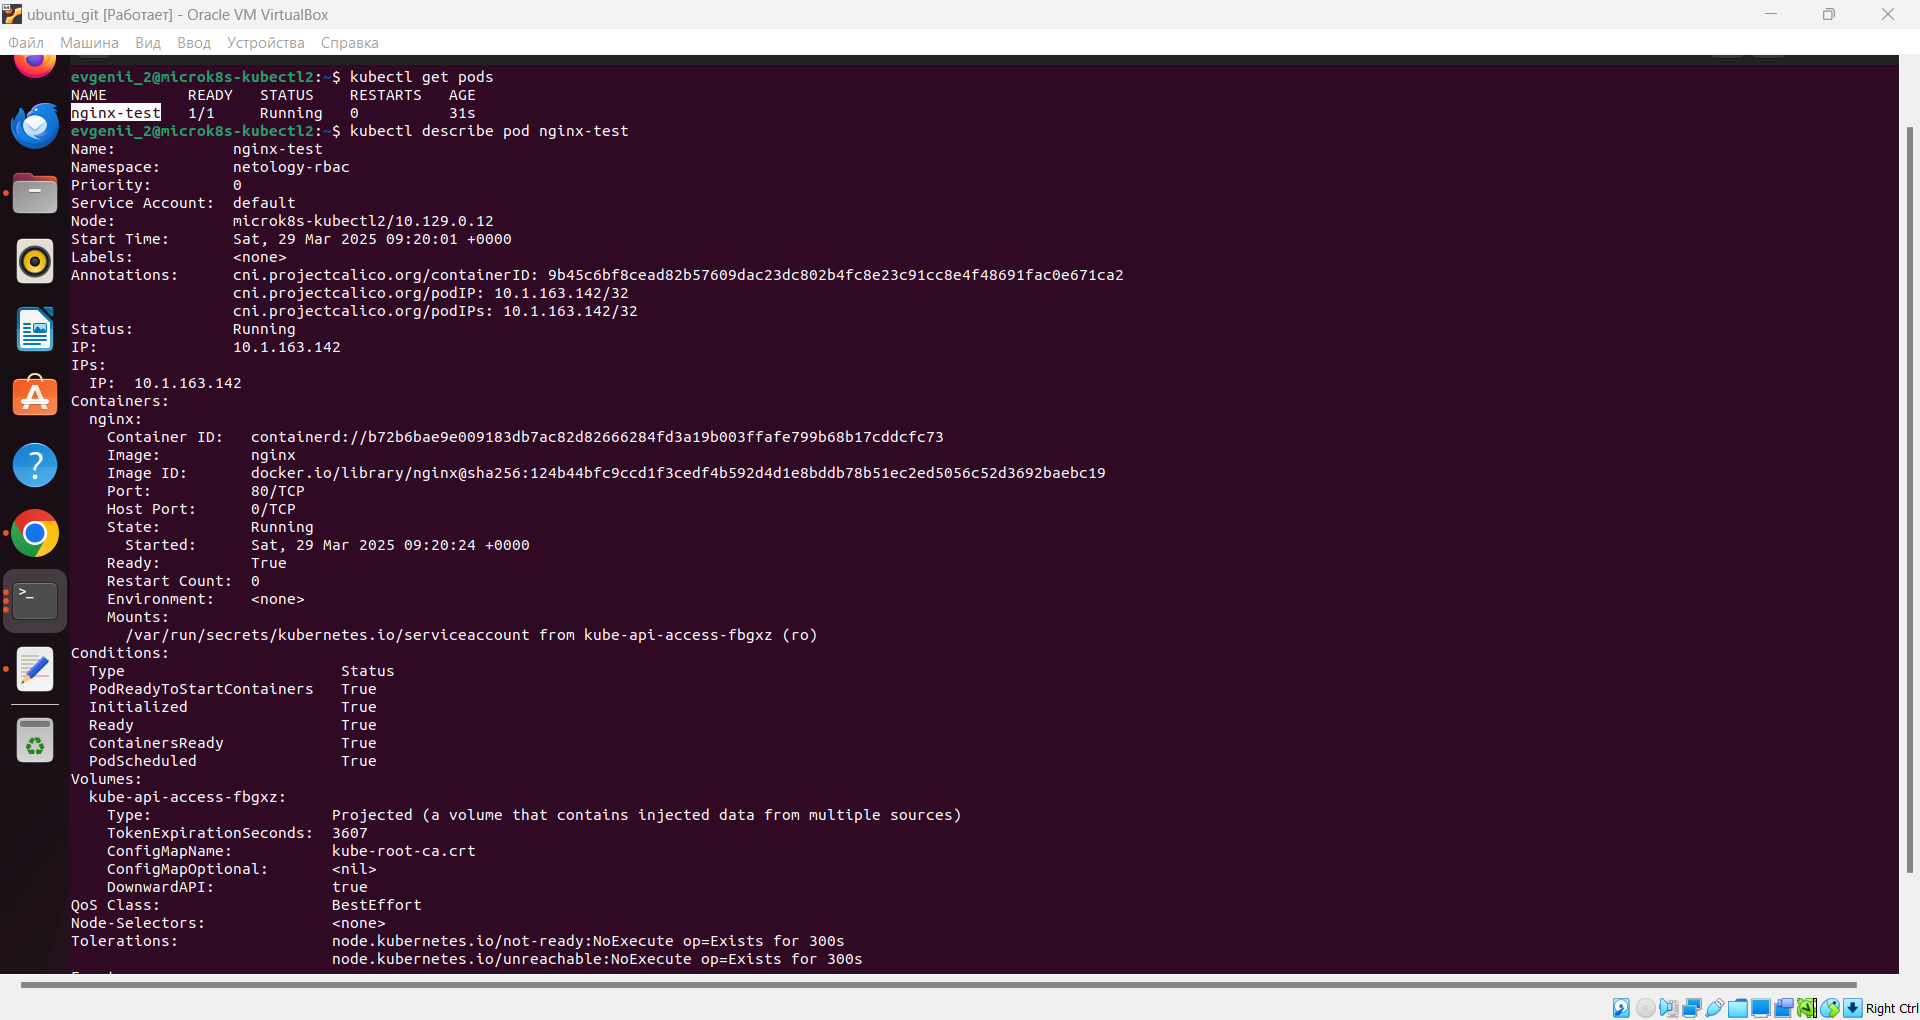 ubuntu_git [Работает] - Oracle VM VirtualBox
Файл Машина Вид Ввод Устройства Справка
evgenii_2@microk8s-kubectl2:~$ kubectl get pods
NAME READY STATUS RESTARTS AGE
nginx-test 1/1 Running 0 31s
evgenii_2@microk8s-kubectl2:~$ kubectl describe pod nginx-test
Name: nginx-test
Namespace: netology-rbac
Priority: 0
Service Account: default
Node: microk8s-kubectl2/10.129.0.12
Start Time: Sat, 29 Mar 2025 09:20:01 +0000
Labels: <none>
Annotations: cni.projectcalico.org/containerID: 9b45c6bf8cead82b57609dac23dc802b4fc8e23c91cc8e4f48691fac0e671ca2
cni.projectcalico.org/podIP: 10.1.163.142/32
cni.projectcalico.org/podIPs: 10.1.163.142/32
Status: Running
IP: 10.1.163.142
IPs:
IP: 10.1.163.142
Containers:
nginx:
Container ID: containerd://b72b6bae9e009183db7ac82d82666284fd3a19b003ffafe799b68b17cddcfc73
Image: nginx
Image ID: docker.io/library/nginx@sha256:124b44bfc9ccd1f3cedf4b592d4d1e8bddb78b51ec2ed5056c52d3692baebc19
Port: 80/TCP
Host Port: 0/TCP
State: Running
Started: Sat, 29 Mar 2025 09:20:24 +0000
Ready: True
Restart Count: 0
Environment: <none>
Mounts:
/var/run/secrets/kubernetes.io/serviceaccount from kube-api-access-fbgxz (ro)
Conditions:
Type Status
PodReadyToStartContainers True
Initialized True
Ready True
ContainersReady True
PodScheduled True
Volumes:
kube-api-access-fbgxz:
Type: Projected (a volume that contains injected data from multiple sources)
TokenExpirationSeconds: 3607
ConfigMapName: kube-root-ca.crt
ConfigMapOptional: <nil>
DownwardAPI: true
QoS Class: BestEffort
Node-Selectors: <none>
Tolerations: node.kubernetes.io/not-ready:NoExecute op=Exists for 300s
node.kubernetes.io/unreachable:NoExecute op=Exists for 300s
Right Ctrl